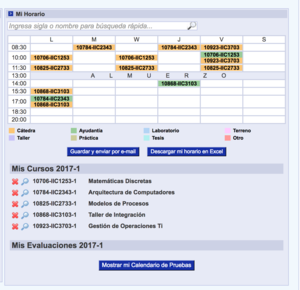 Mi Horario
Ingrese sigla o nombre para búsqueda rápida...
L M W J V S
08:30 10784-IIC2343 10784-IIC2343 10923-IIC3703
10:00 10706-IIC1253 10706-IIC1253 10706-IIC1253
10923-IIC3703
11:30 10825-IIC2733 10825-IIC2733 10923-IIC3703
13:00 A L M U E R Z O
14:00 10868-IIC3103
15:30 10868-IIC3103
17:00 10784-IIC2343
18:30 10868-IIC3103
Cátedra Ayudantía Laboratorio Terreno
Taller Práctica Tesis Otro
Guardar y enviar por e-mail Descargar mi horario en Excel
Mis Cursos 2017-1
10706-IIC1253-1 Matemáticas Discretas
10784-IIC2343-1 Arquitectura de Computadores
10825-IIC2733-1 Modelos de Procesos
10868-IIC3103-1 Taller de Integración
10923-IIC3703-1 Gestión de Operaciones TI
Mis Evaluaciones 2017-1
Mostrar mi Calendario de Pruebas